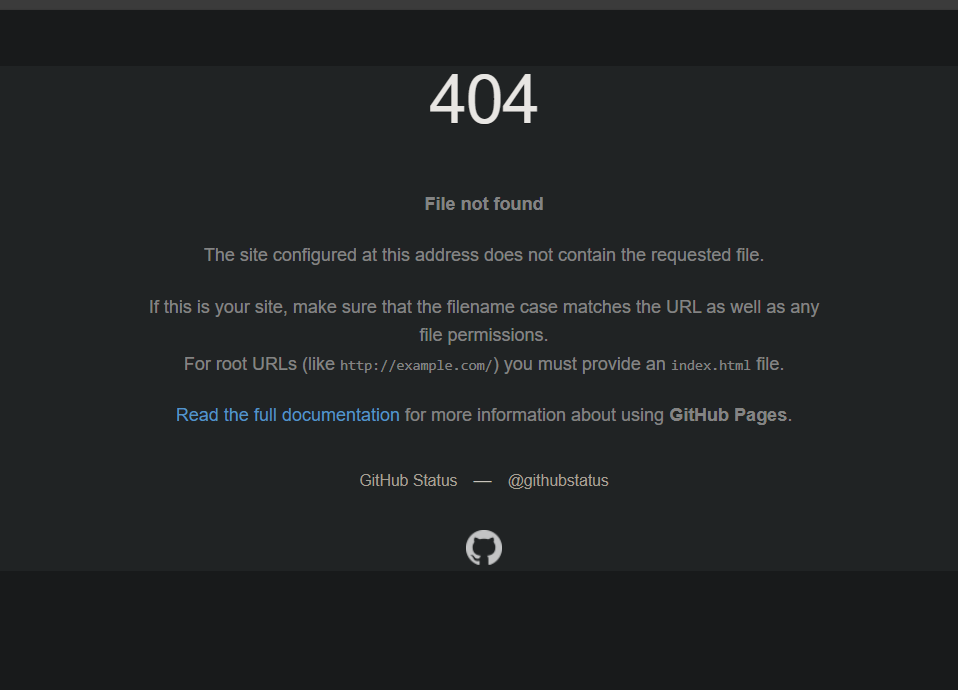 404
File not found
The site configured at this address does not contain the requested file.
If this is your site, make sure that the filename case matches the URL as well as any
file permissions.
For root URLs (like http://example.com/) you must provide an index.html file.
Read the full documentation for more information about using GitHub Pages.
GitHub Status — @githubstatus